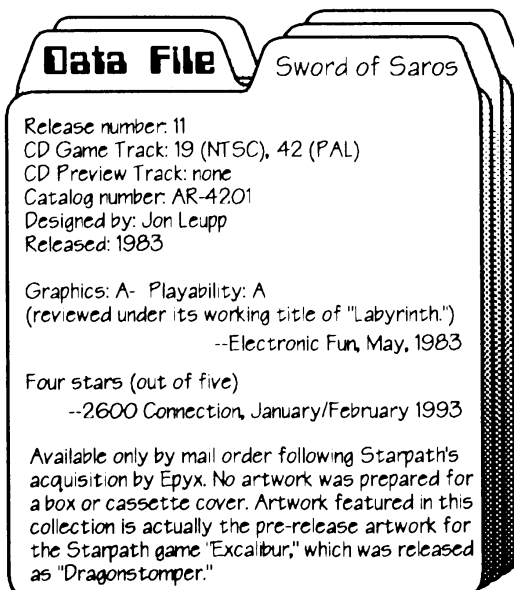 Data File
Sword of Saros
Release number: 11
CD Game Track: 19 (NTSC), 42 (PAL)
CD Preview Track: none
Catalog number: AR-4201
Designed by: Jon Leupp
Released: 1983
Graphics: A- Playability: A
(reviewed under its working title of "Labyrinth.")
--Electronic Fun, May, 1983
Four stars (out of five)
--2600 Connection, January/February 1993
Available only by mail order following Starpath's
acquisition by Epyx. No artwork was prepared for
a box or cassette cover. Artwork featured in this
collection is actually the pre-release artwork for
the Starpath game "Excalibur," which was released
as "Dragonstomper."